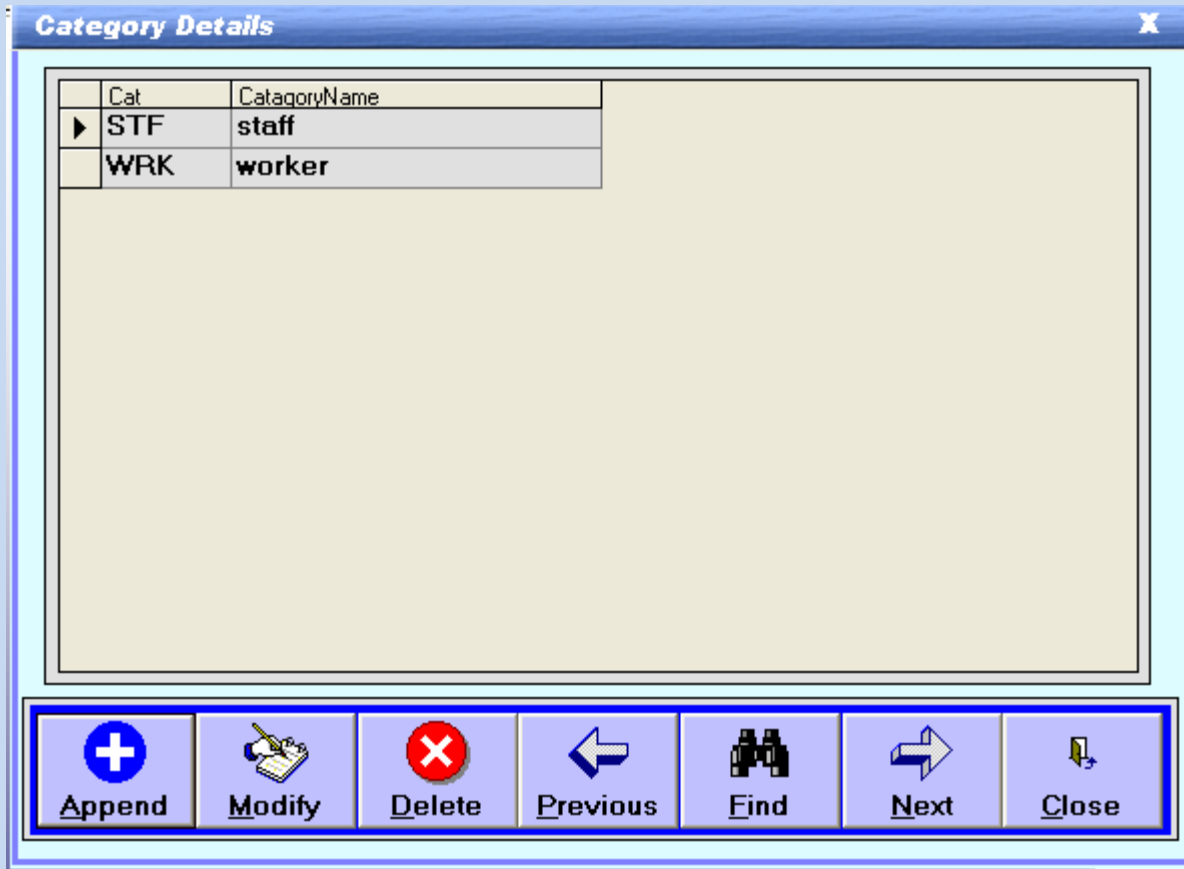 Category Details X
Cat CatagoryName
STF staff
WRK worker
Append Modify Delete Previous Find Next Close